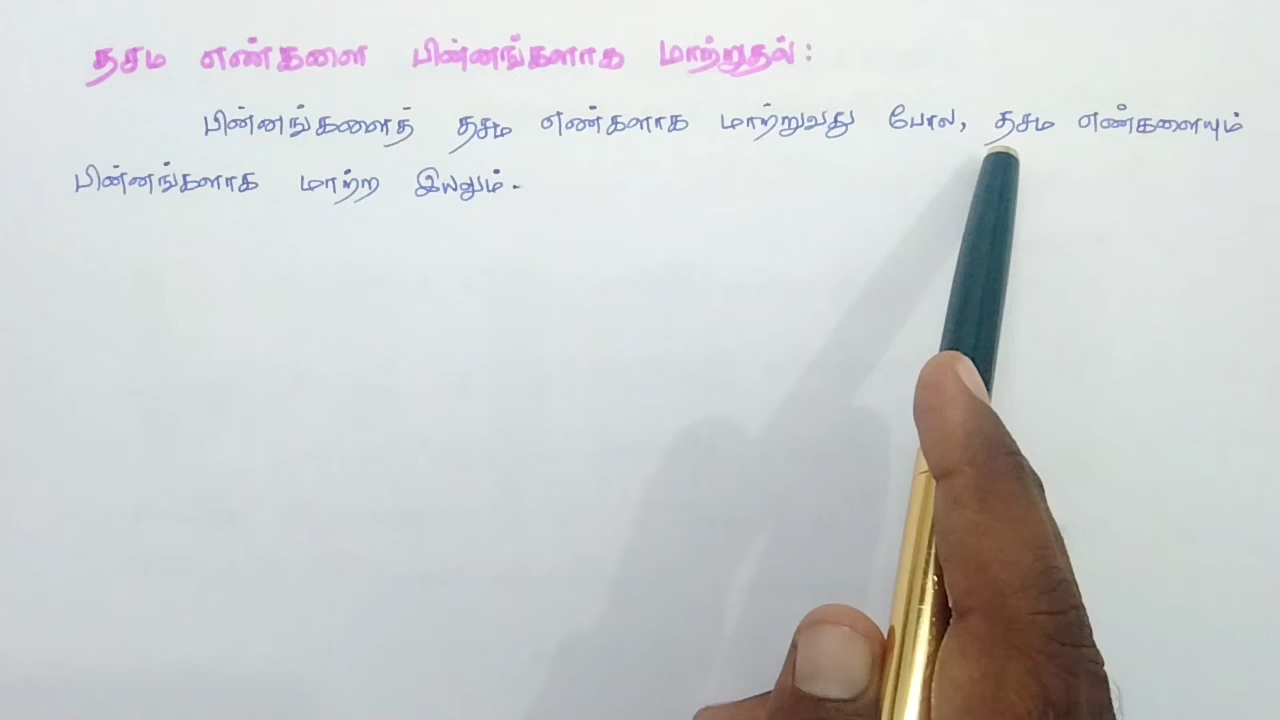 தசம எண்களை பின்னங்களாக மாற்றுதல் :
பின்னங்களைத் தசம எண்களாக மாற்றுவது போல, தசம எண்களையும்
பின்னங்களாக மாற்ற இயலும்.